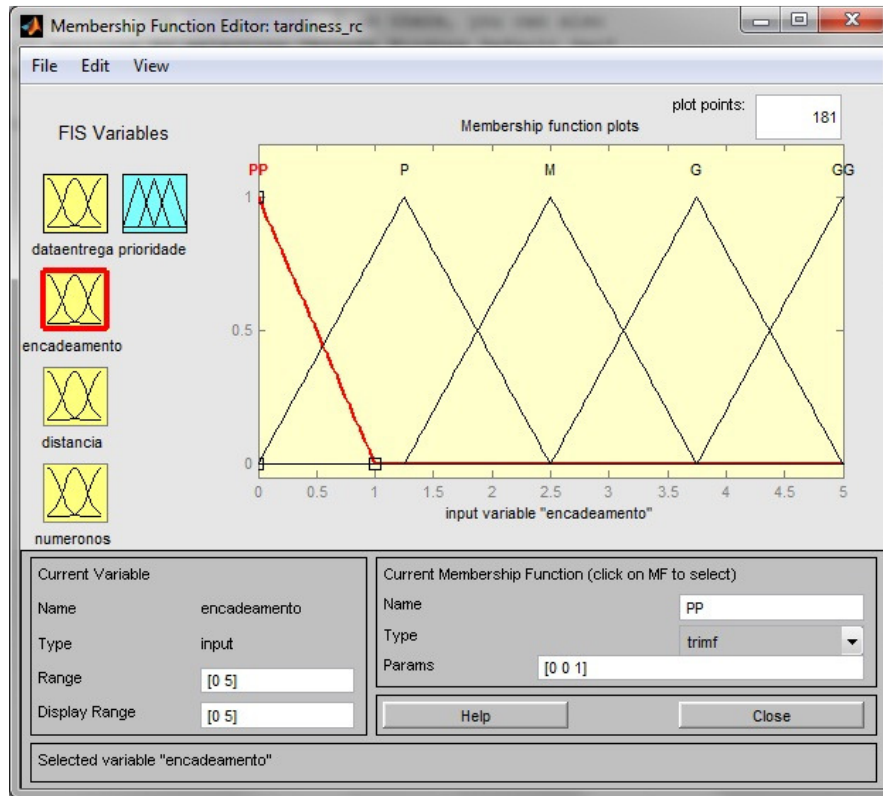 Membership Function Editor: tardiness_rc
File Edit View
FIS Variables
dataentrega prioridade
encadeamento
distancia
numeronos
plot points: 181
Membership function plots
PP P M G GG
1
0.5
0
0 0.5 1 1.5 2 2.5 3 3.5 4 4.5 5
input variable "encadeamento"
Current Variable
Name encadeamento
Type input
Range [0 5]
Display Range [0 5]
Current Membership Function (click on MF to select)
Name PP
Type trimf
Params [0 0 1]
Help Close
Selected variable "encadeamento"